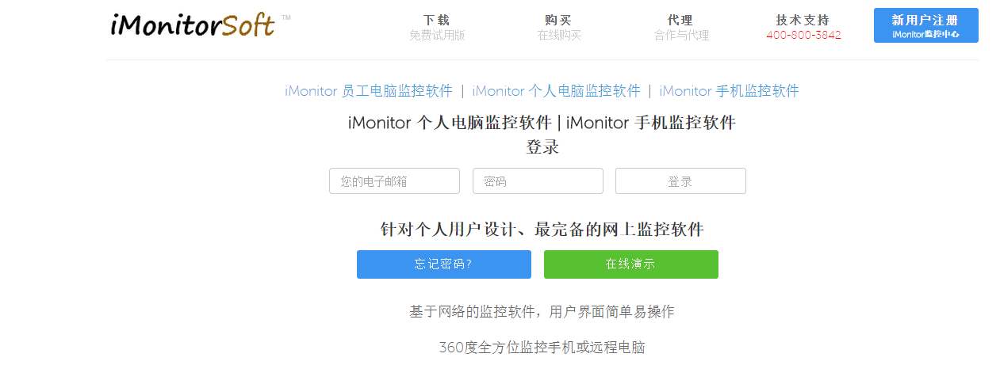 iMonitorSoft TM
下载 购买 代理 技术支持 新用户注册
免费试用版 在线购买 合作与代理 400-800-3842 iMonitor监控中心
iMonitor 员工电脑监控软件 | iMonitor 个人电脑监控软件 | iMonitor 手机监控软件
iMonitor 个人电脑监控软件 | iMonitor 手机监控软件
登录
您的电子邮箱 密码 登录
针对个人用户设计、最完备的网上监控软件
忘记密码? 在线演示
基于网络的监控软件，用户界面简单易操作
360度全方位监控手机或远程电脑